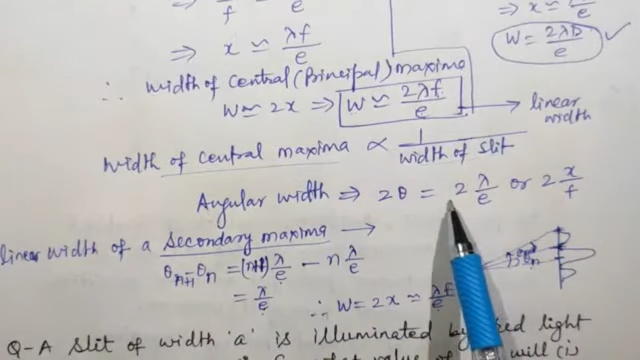 ⇒ x ≃ λf/e
W = 2λD/e ✓
∴ Width of Central (Principal) maxima
W ≃ 2x ⇒ W ≃ 2λf/e → linear width
Width of Central maxima ∝ 1/width of slit
Angular width ⇒ 2θ = 2 λ/e or 2 x/f
linear width of a Secondary maxima →
θn+1 - θn = (n+1) λ/e - n λ/e
= λ/e ∴ W = 2x ≃ λf/e
Q-A Slit of width 'a' is illuminated by red light